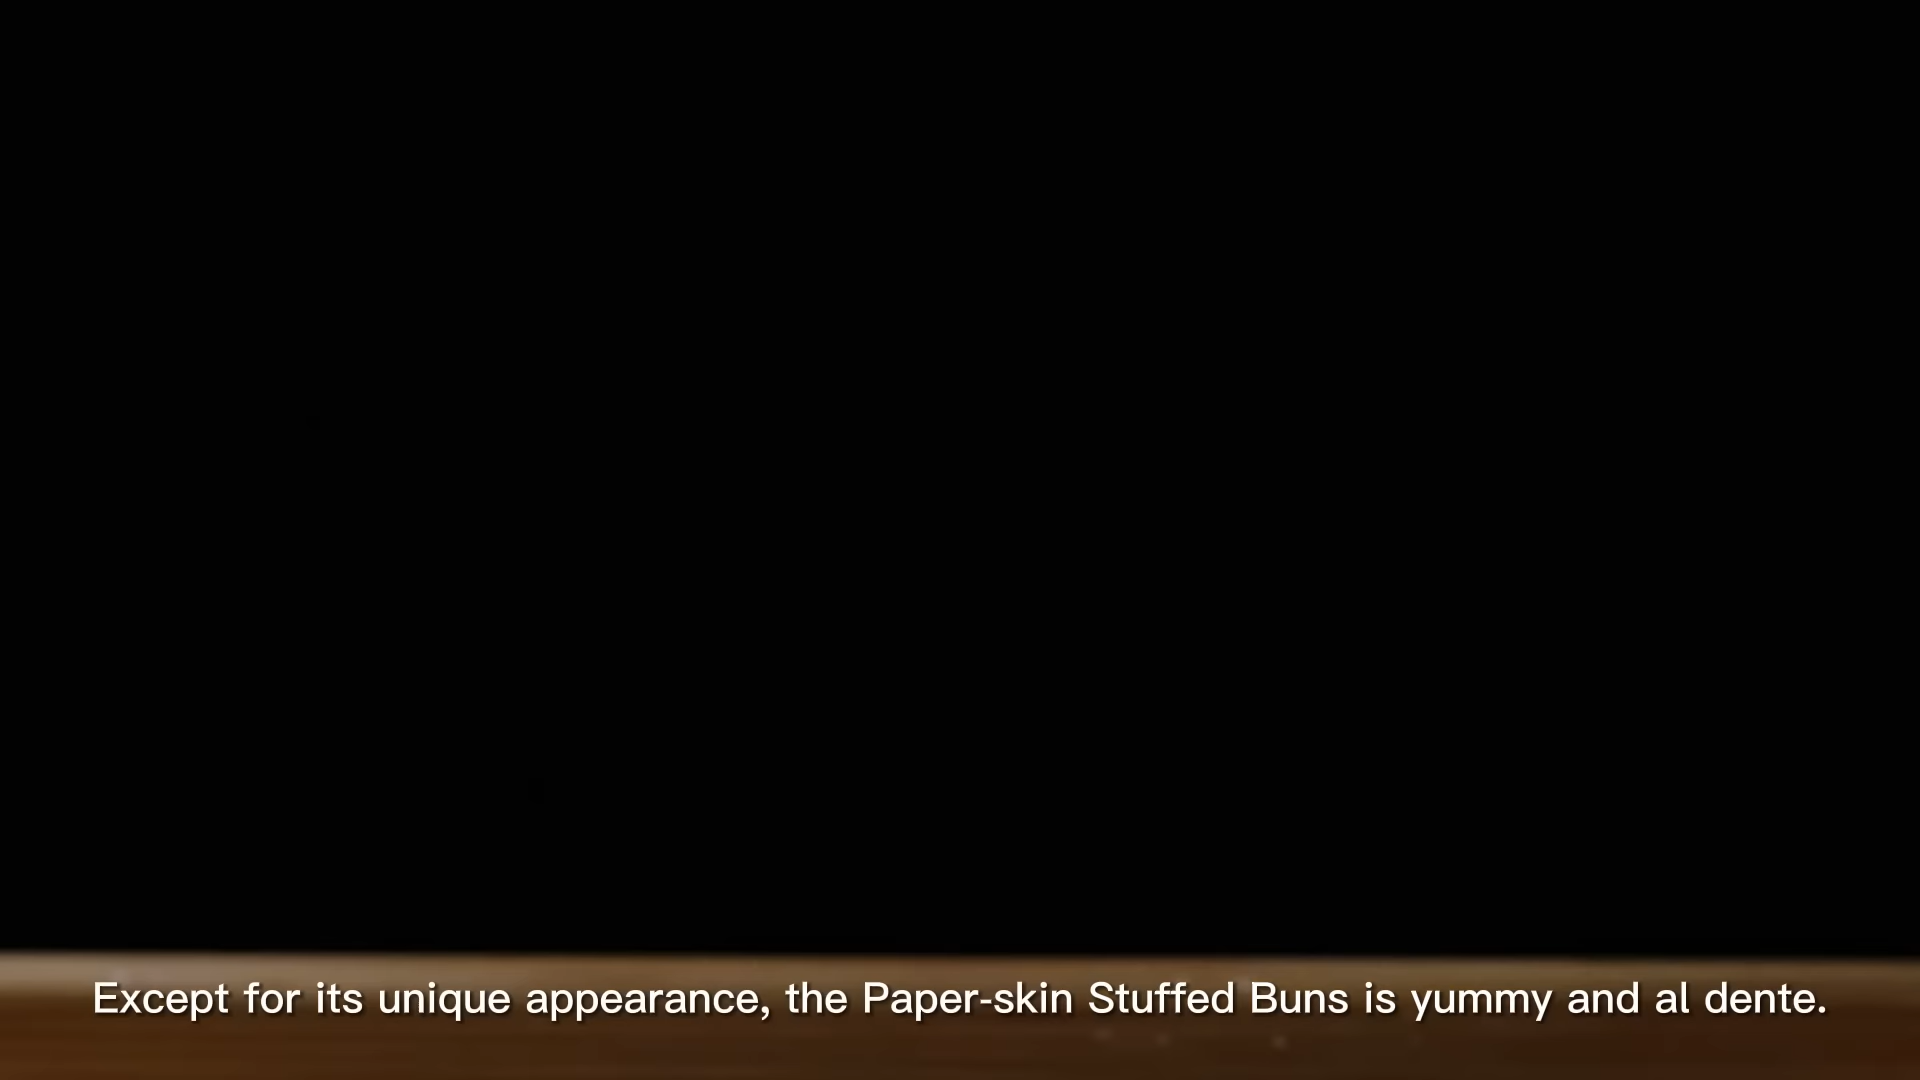 Except for its unique appearance, the Paper-skin Stuffed Buns is yummy and al dente.